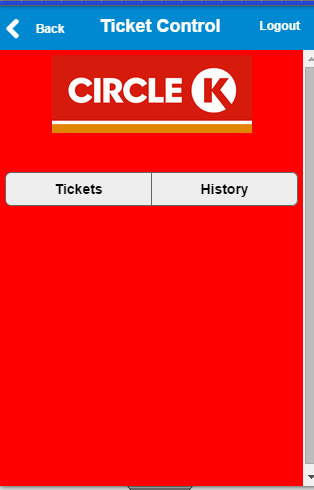 Back
Ticket Control
Logout
CIRCLE K
Tickets
History